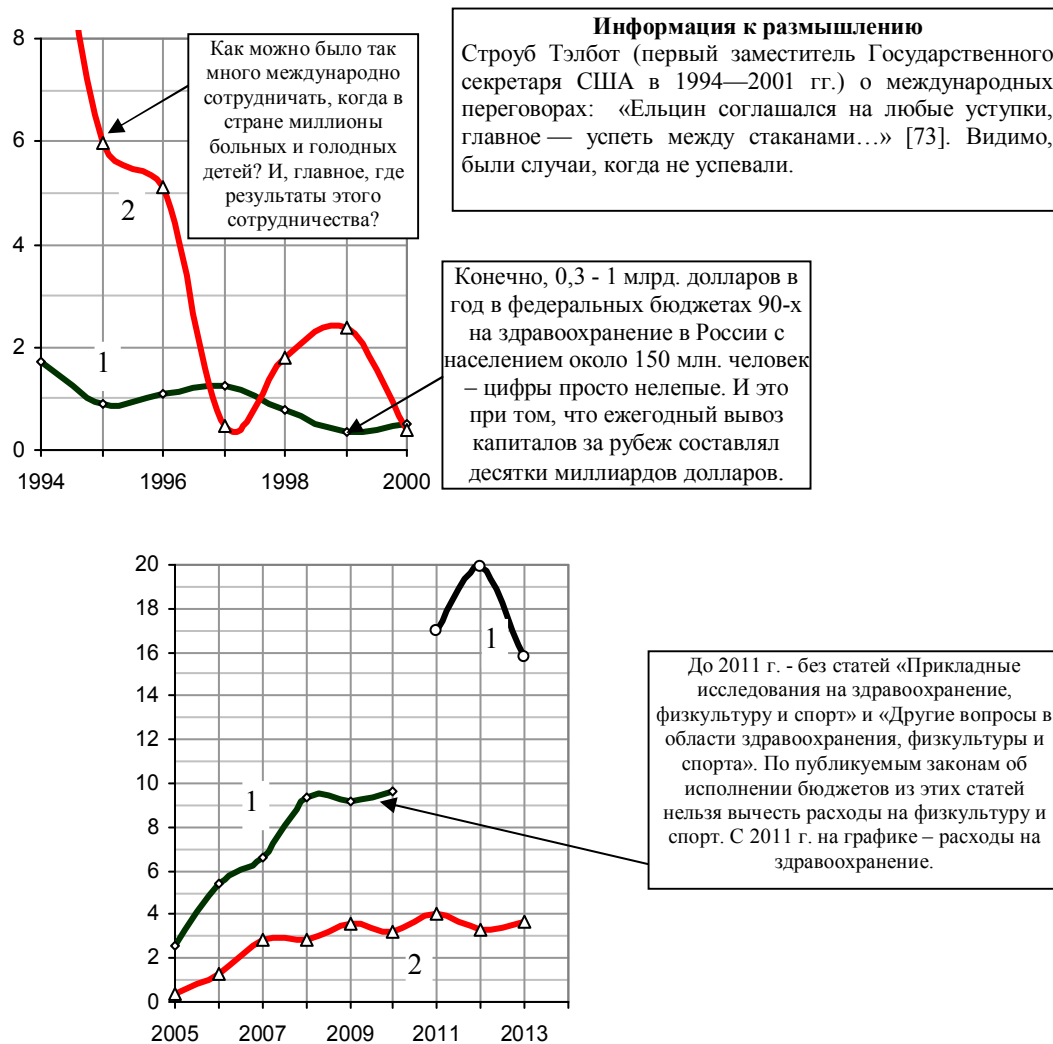 8
6
4
2
0
1994
1996
1998
2000
1
2
Как можно было так
много международно
сотрудничать, когда в
стране миллионы
больных и голодных
детей? И, главное, где
результаты этого
сотрудничества?
Информация к размышлению
Строуб Тэлбот (первый заместитель Государственного
секретаря США в 1994—2001 гг.) о международных
переговорах: «Ельцин соглашался на любые уступки,
главное — успеть между стаканами…» [73]. Видимо,
были случаи, когда не успевали.
Конечно, 0,3 - 1 млрд. долларов в
год в федеральных бюджетах 90-х
на здравоохранение в России с
населением около 150 млн. человек
– цифры просто нелепые. И это
при том, что ежегодный вывоз
капиталов за рубеж составлял
десятки миллиардов долларов.
20
18
16
14
12
10
8
6
4
2
0
2005
2007
2009
2011
2013
1
1
2
До 2011 г. - без статей «Прикладные
исследования на здравоохранение,
физкультуру и спорт» и «Другие вопросы в
области здравоохранения, физкультуры и
спорта». По публикуемым законам об
исполнении бюджетов из этих статей
нельзя вычесть расходы на физкультуру и
спорт. С 2011 г. на графике – расходы на
здравоохранение.